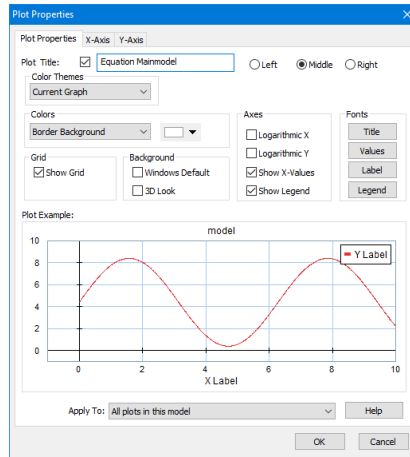 Plot Properties
Plot Properties X-Axis Y-Axis
Plot Title: Equation Mainmodel Left Middle Right
Color Themes
Current Graph
Colors Axes Fonts
Border Background Logarithmic X Title
Logarithmic Y Values
Grid Background
Show Grid Windows Default Show X-Values Label
3D Look Show Legend Legend
Plot Example:
model
10
Y Label
8
6
4
2
0
0 2 4 6 8 10
X Label
Apply To: All plots in this model Help
OK Cancel